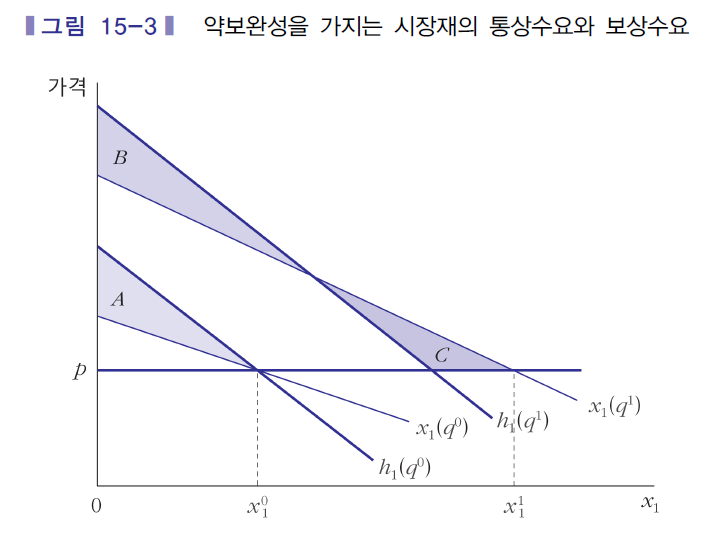 그림 15-3 약보완성을 가지는 시장재의 통상수요와 보상수요
가격
B
A
C
p
x₁(q⁰)
h₁(q⁰)
h₁(q¹)
x₁(q¹)
0
x₁⁰
x₁¹
x₁